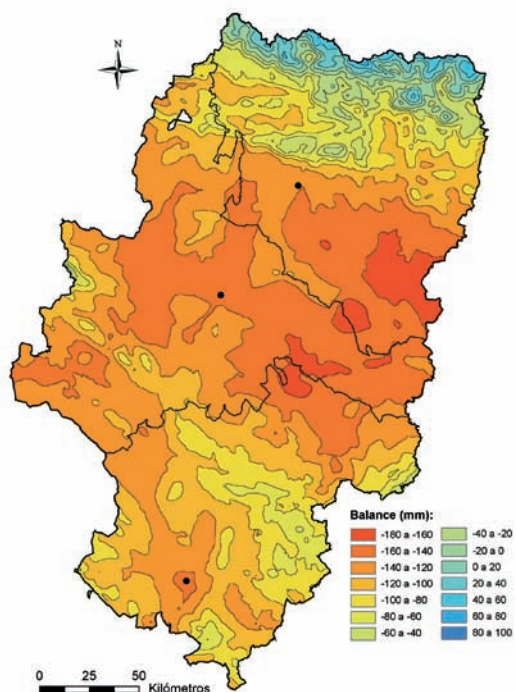 N
Balance (mm):
-180 a -160
-160 a -140
-140 a -120
-120 a -100
-100 a -80
-80 a -60
-60 a -40
-40 a -20
-20 a 0
0 a 20
20 a 40
40 a 60
60 a 80
80 a 100
0 25 50
Kilómetros